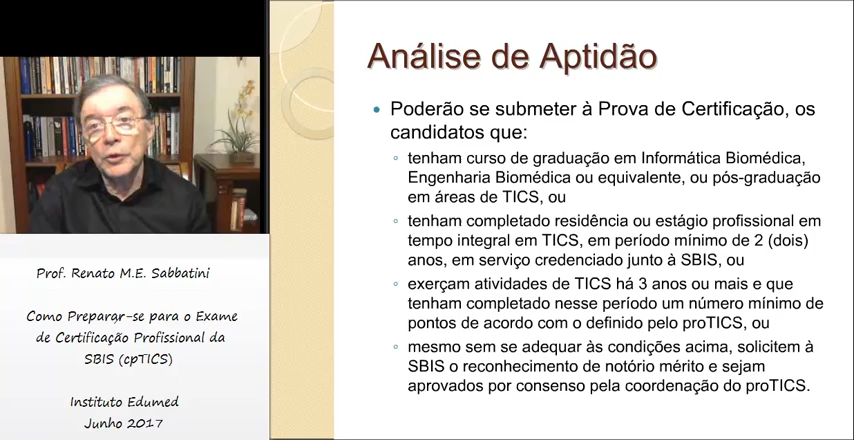 Análise de Aptidão
Poderão se submeter à Prova de Certificação, os
candidatos que:
tenham curso de graduação em Informática Biomédica,
Engenharia Biomédica ou equivalente, ou pós-graduação
em áreas de TICS, ou
tenham completado residência ou estágio profissional em
tempo integral em TICS, em período mínimo de 2 (dois)
anos, em serviço credenciado junto à SBIS, ou
exerçam atividades de TICS há 3 anos ou mais e que
tenham completado nesse período um número mínimo de
pontos de acordo com o definido pelo proTICS, ou
mesmo sem se adequar às condições acima, solicitem à
SBIS o reconhecimento de notório mérito e sejam
aprovados por consenso pela coordenação do proTICS.
Prof. Renato M.E. Sabbatini
Como Preparar-se para o Exame
de Certificação Profissional da
SBIS (cpTICS)
Instituto Edumed
Junho 2017